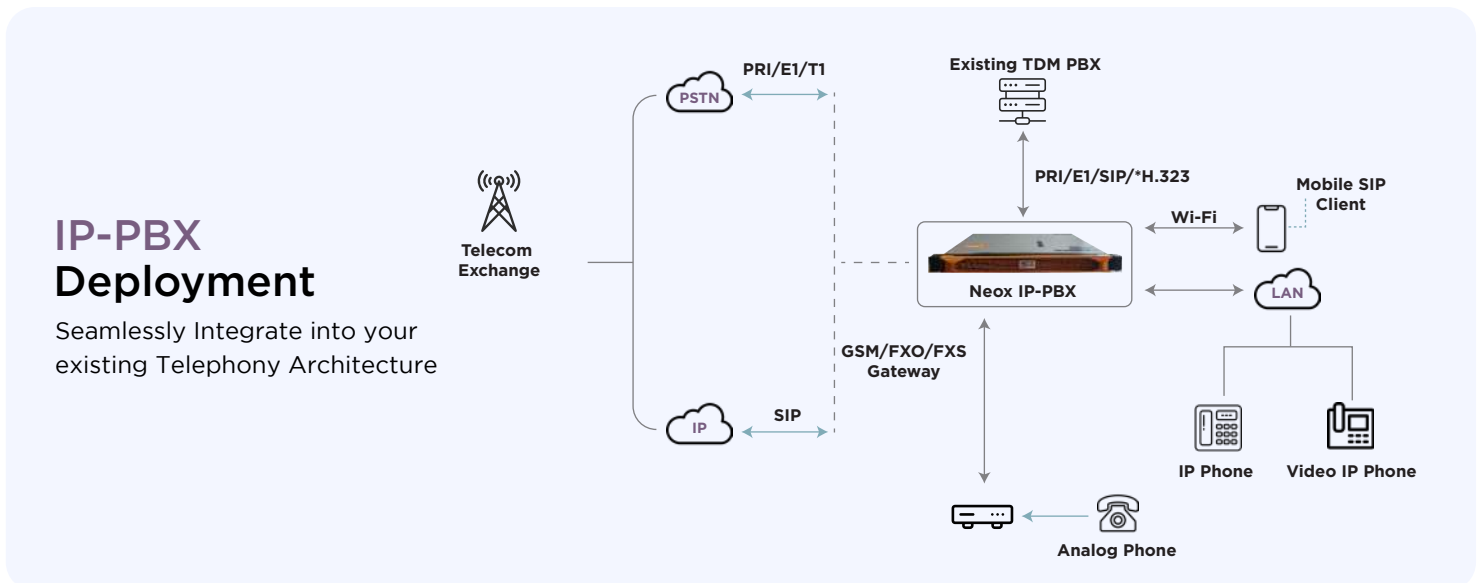 IP-PBX
Deployment
Seamlessly Integrate into your
existing Telephony Architecture
Telecom
Exchange
PSTN
PRI/E1/T1
IP
SIP
Existing TDM PBX
PRI/E1/SIP/*H.323
Neox IP-PBX
Wi-Fi
Mobile SIP
Client
LAN
GSM/FXO/FXS
Gateway
IP Phone
Video IP Phone
Analog Phone